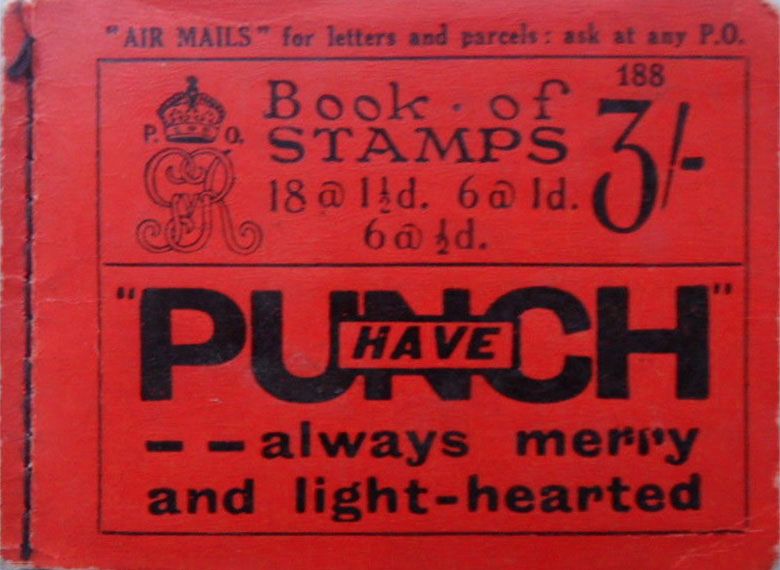 "AIR MAILS" for letters and parcels: ask at any P.O.
188
Book · of
STAMPS
3/-
P. O.
GR
18 @ 1½d. 6 @ 1d.
6 @ ½d.
"PUNCH"
HAVE
– – always merry
and light-hearted